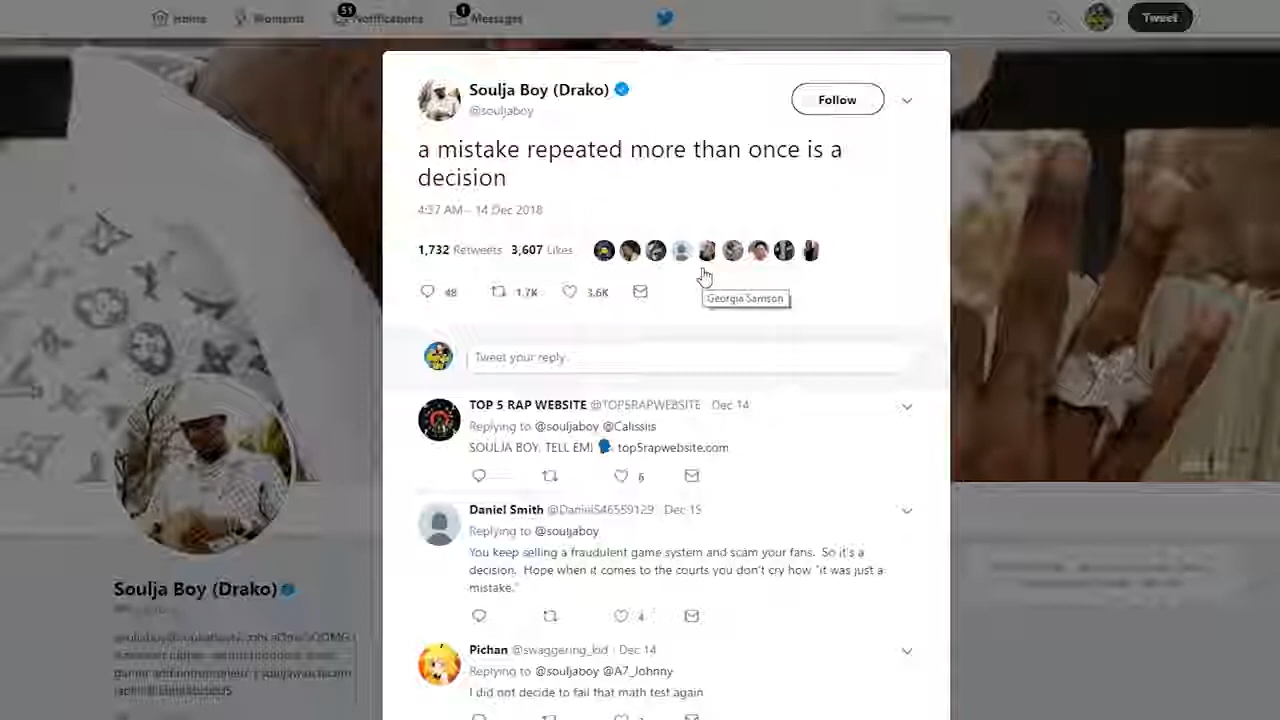 Home Moments 51 Notifications 1 Messages Tweet
Soulja Boy (Drako)
@souljaboy
Follow
a mistake repeated more than once is a
decision
4:37 AM - 14 Dec 2018
1,732 Retweets 3,607 Likes
48 1.7K 3.6K
Georgia Samson
Tweet your reply
TOP 5 RAP WEBSITE @TOP5RAPWEBSITE · Dec 14
Replying to @souljaboy @Calissiis
SOULJA BOY, TELL EM! top5rapwebsite.com
6
Daniel Smith @Daniel546559129 · Dec 15
Replying to @souljaboy
You keep selling a fraudulent game system and scam your fans. So it's a
decision. Hope when it comes to the courts you don't cry how "it was just a
mistake."
4
Pichan @swaggering_kid · Dec 14
Replying to @souljaboy @A7_Johnny
I did not decide to fail that math test again
Soulja Boy (Drako)